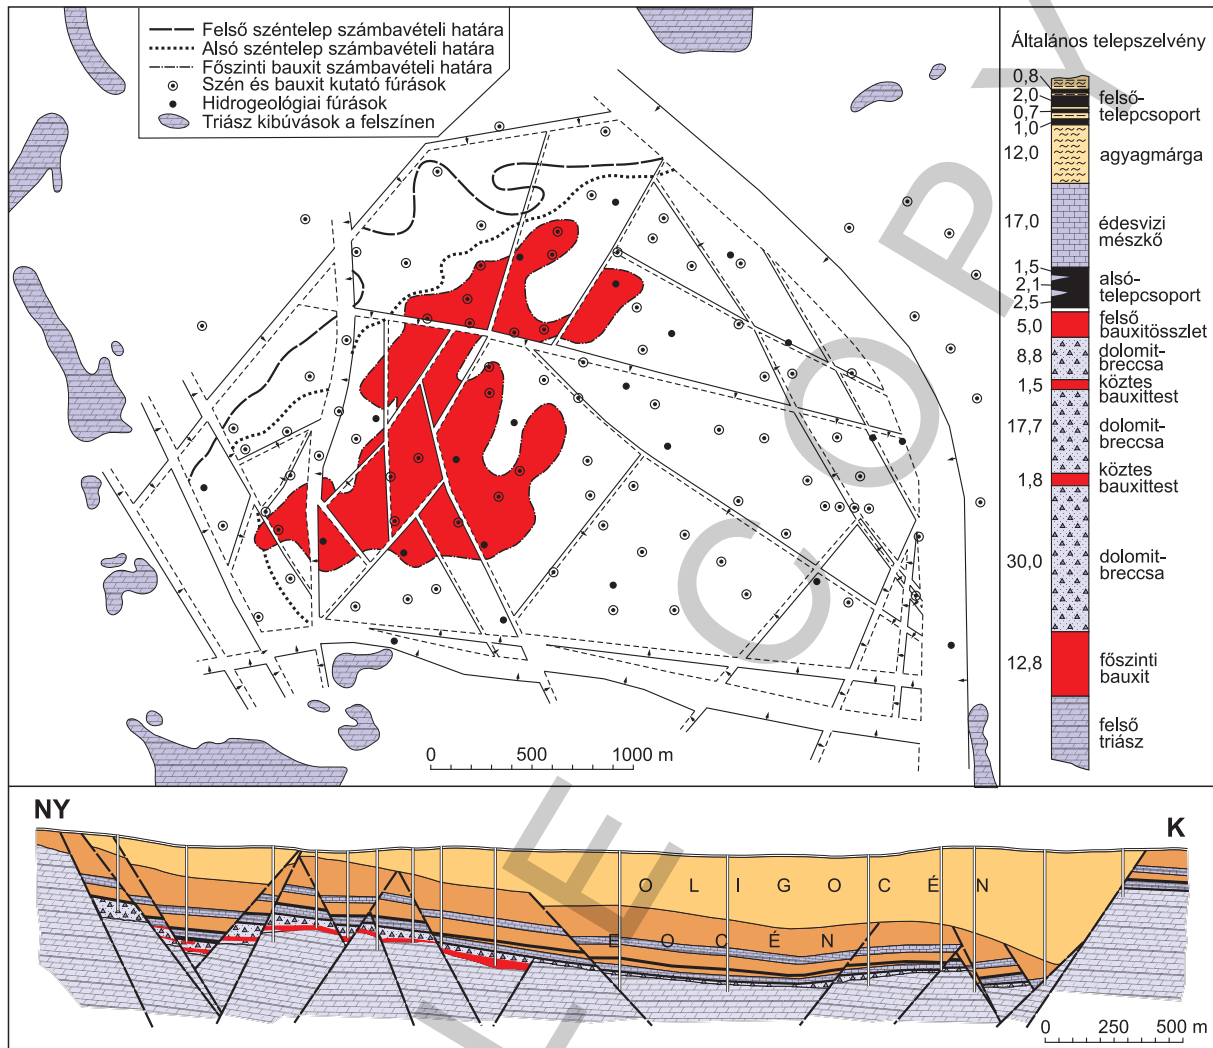 Felső széntelep számbavételi határa
Alsó széntelep számbavételi határa
Főszinti bauxit számbavételi határa
Szén és bauxit kutató fúrások
Hidrogeológiai fúrások
Triász kibúvások a felszínen
0 500 1000 m
Általános telepszelvény
0,8
2,0
0,7
1,0
felső-
telepcsoport
12,0 agyagmárga
17,0 édesvizi
mészkő
1,5
2,1
2,5
alsó-
telepcsoport
5,0 felső
bauxitösszlet
8,8 dolomit-
breccsa
1,5 köztes
bauxittest
17,7 dolomit-
breccsa
1,8 köztes
bauxittest
30,0 dolomit-
breccsa
12,8 főszinti
bauxit
felső
triász
NY K
OLIGOCÉN
EOCÉN
0 250 500 m
COPY
EE